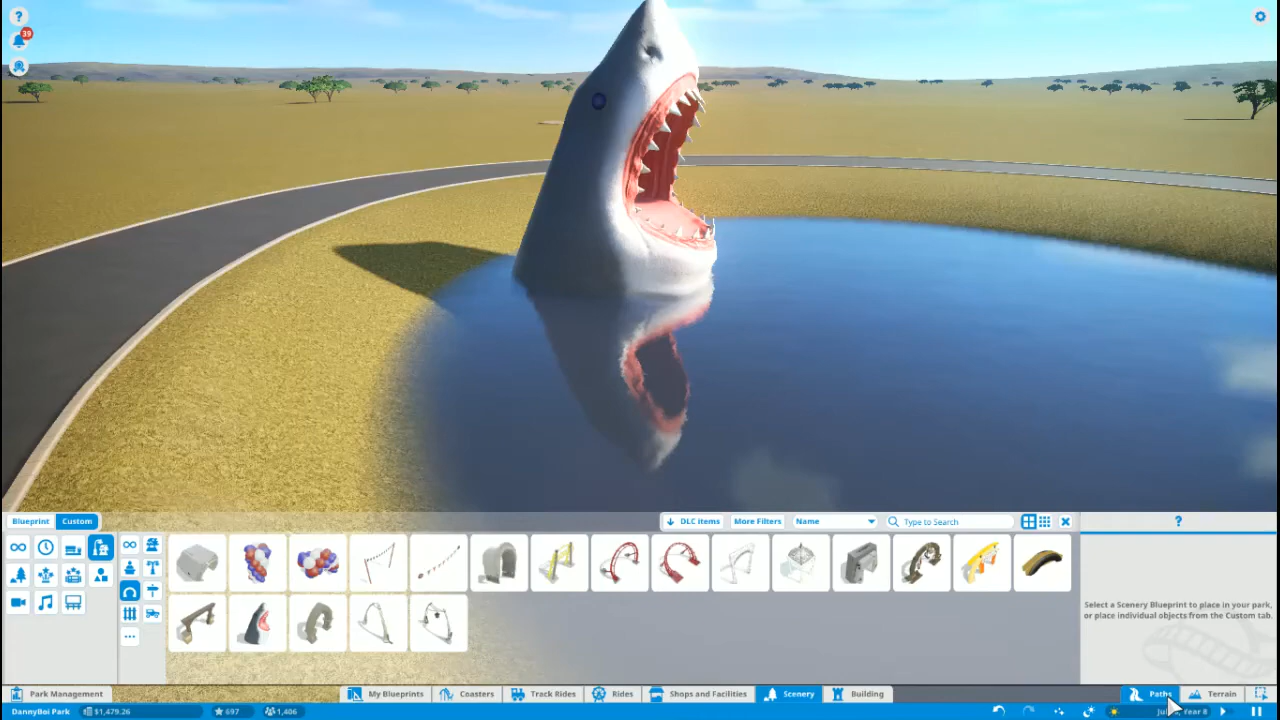 ?
39
Blueprint Custom DLC Items More Filters Name Type to Search ?
Select a Scenery Blueprint to place in your park,
or place individual objects from the Custom tab.
Park Management My Blueprints Coasters Track Rides Rides Shops and Facilities Scenery Building Paths Terrain
DannyBoi Park $1,479.26 697 1,406 Year 8